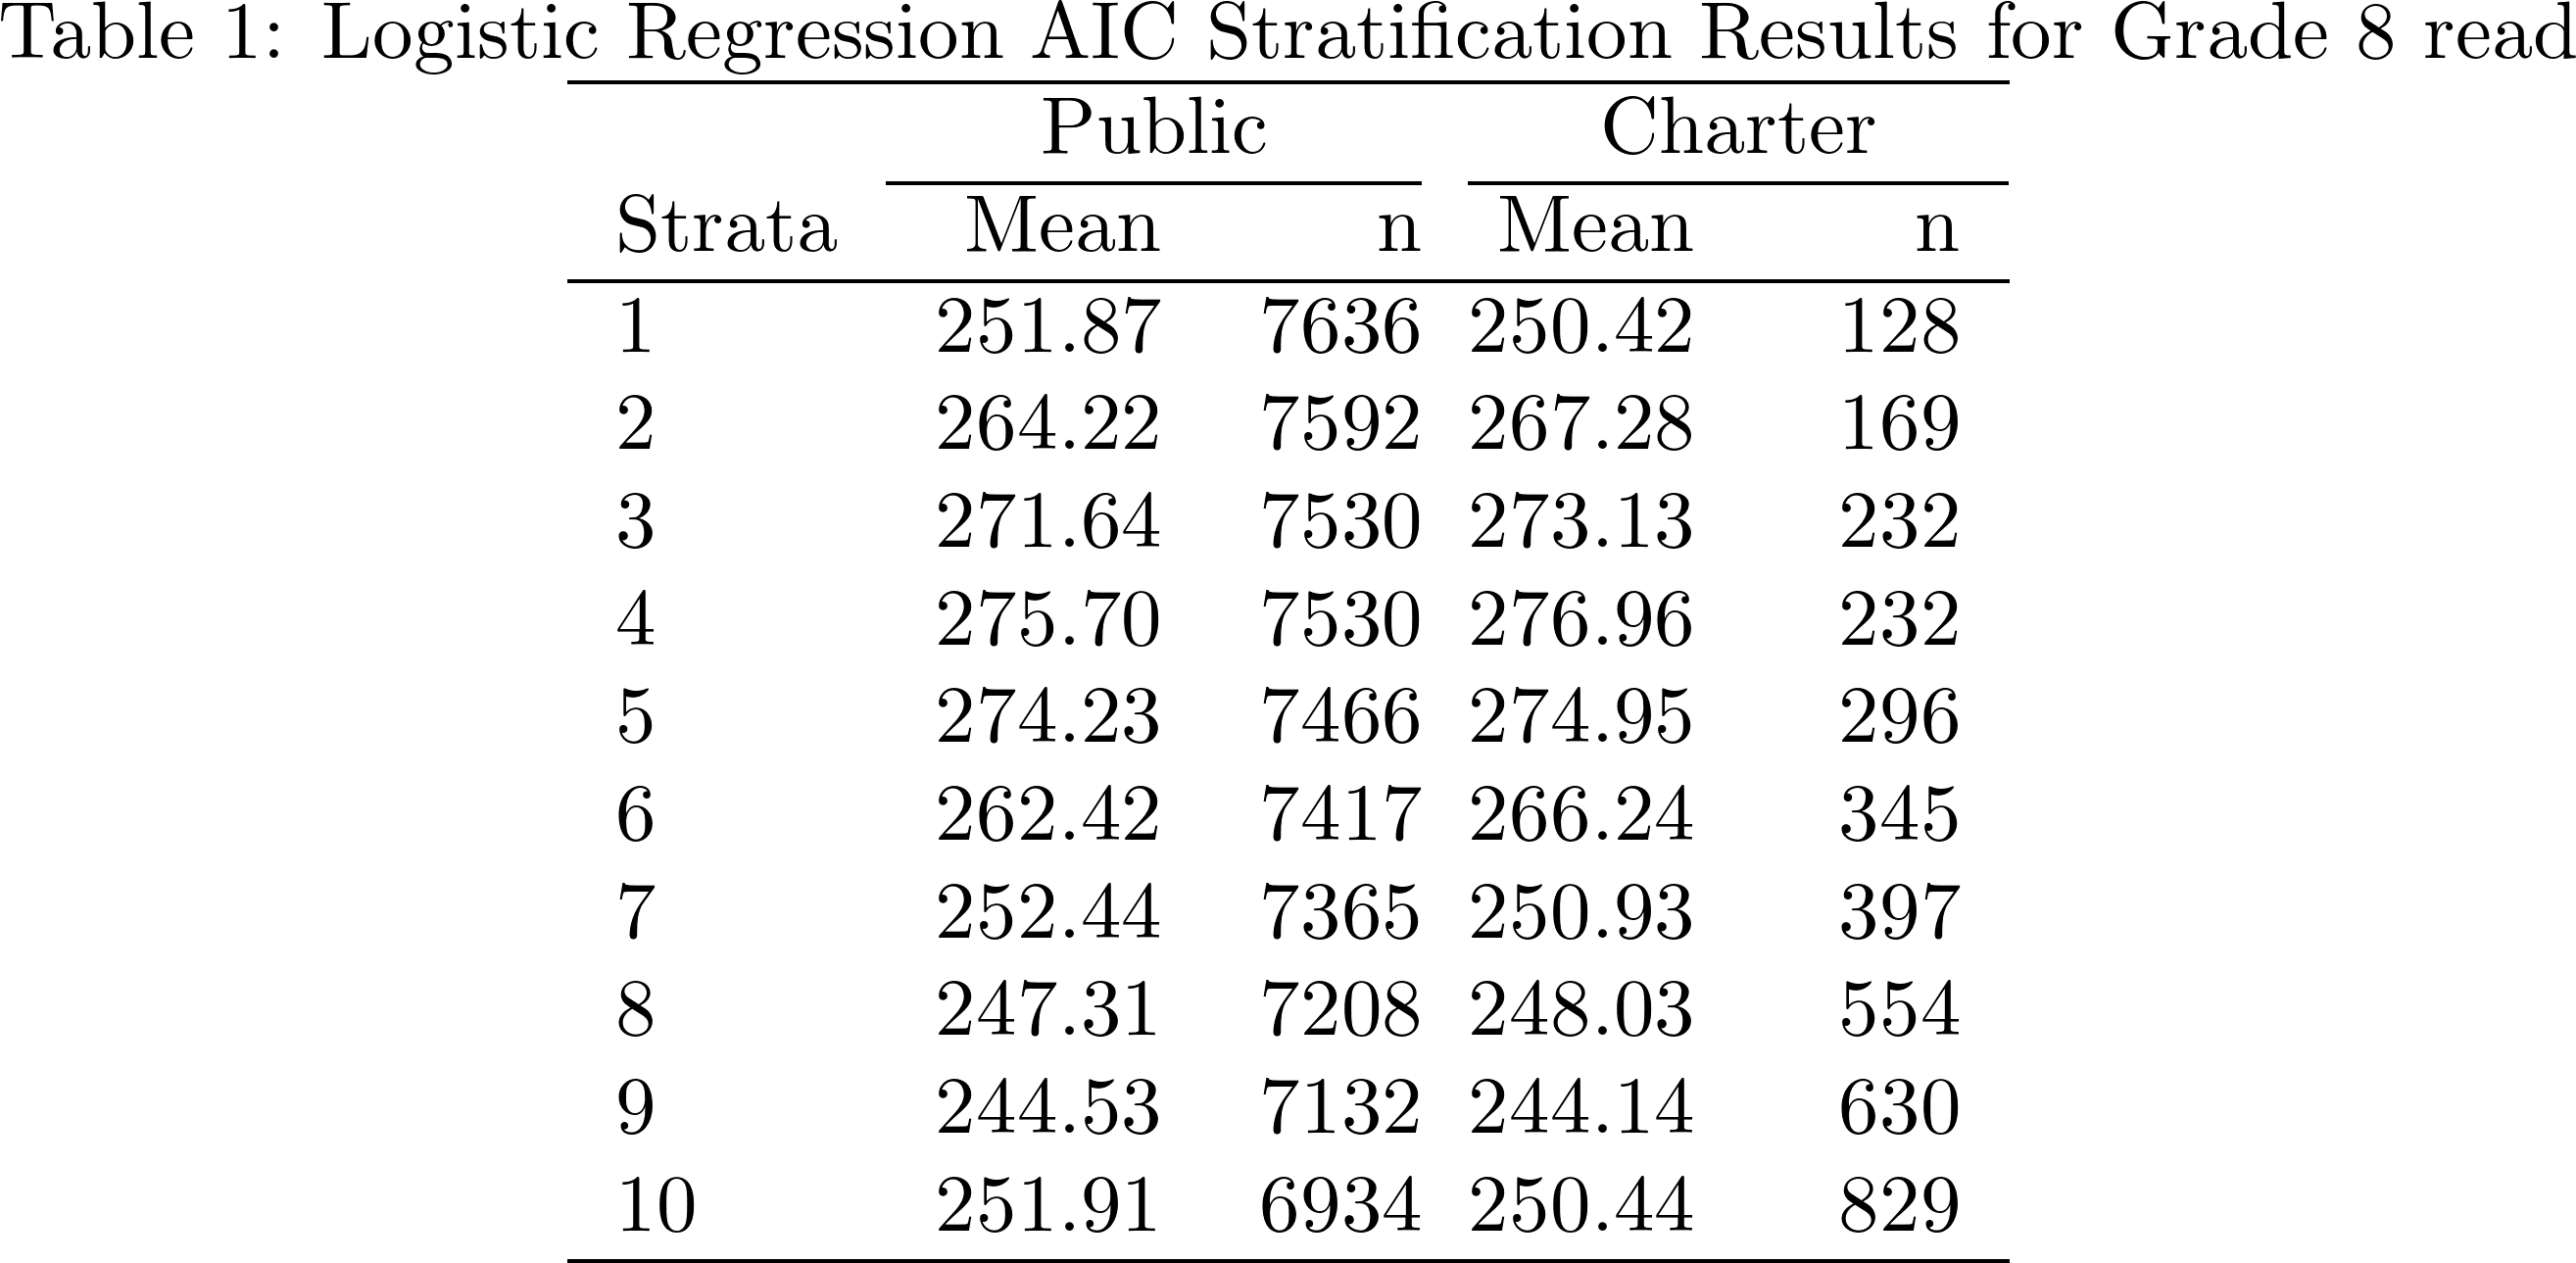 Table 1: Logistic Regression AIC Stratification Results for Grade 8 read
Public Charter
Strata Mean n Mean n
1 251.87 7636 250.42 128
2 264.22 7592 267.28 169
3 271.64 7530 273.13 232
4 275.70 7530 276.96 232
5 274.23 7466 274.95 296
6 262.42 7417 266.24 345
7 252.44 7365 250.93 397
8 247.31 7208 248.03 554
9 244.53 7132 244.14 630
10 251.91 6934 250.44 829